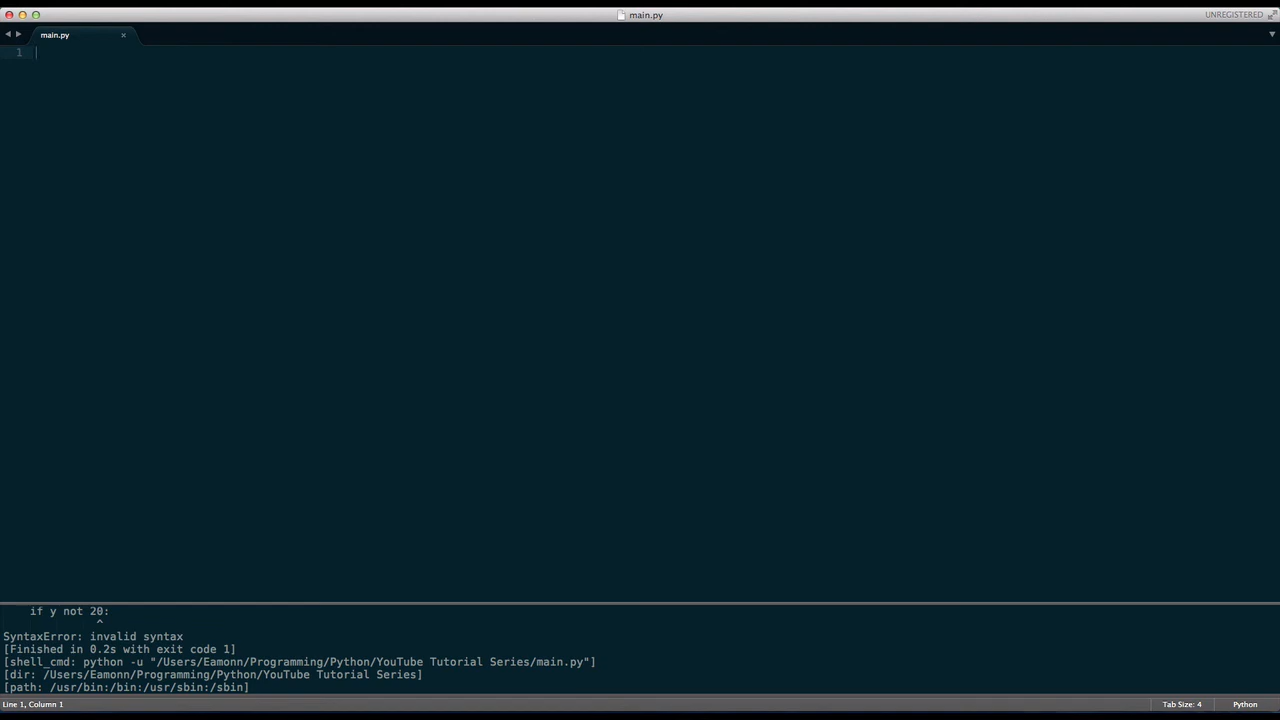 main.py
UNREGISTERED
main.py
1
if y not 20:
^
SyntaxError: invalid syntax
[Finished in 0.2s with exit code 1]
[shell_cmd: python -u "/Users/Eamonn/Programming/Python/YouTube Tutorial Series/main.py"]
[dir: /Users/Eamonn/Programming/Python/YouTube Tutorial Series]
[path: /usr/bin:/bin:/usr/sbin:/sbin]
Line 1, Column 1
Tab Size: 4
Python